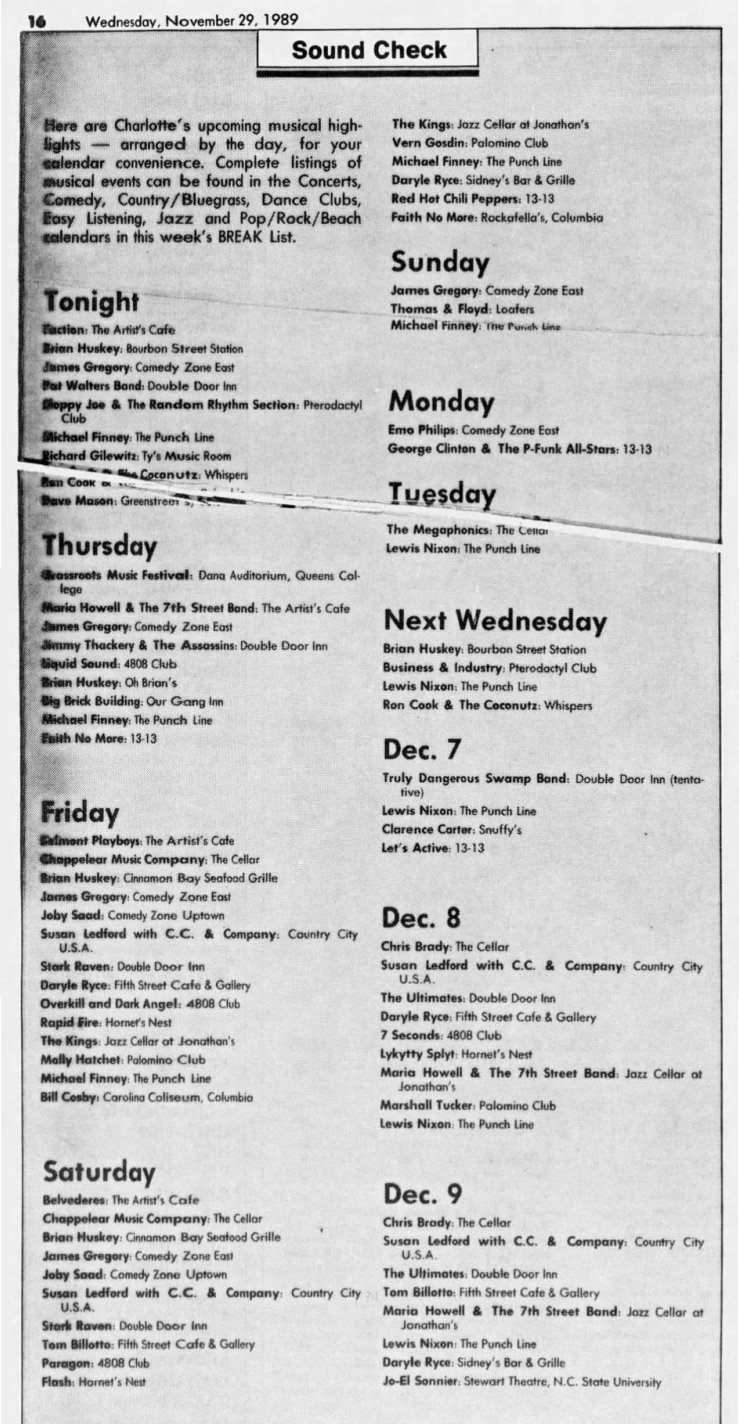 16 Wednesday, November 29, 1989
Sound Check
Here are Charlotte's upcoming musical high-
lights — arranged by the day, for your
calendar convenience. Complete listings of
musical events can be found in the Concerts,
Comedy, Country/Bluegrass, Dance Clubs,
Easy Listening, Jazz and Pop/Rock/Beach
calendars in this week's BREAK List.
Tonight
Faction: The Artist's Cafe
Brian Huskey: Bourbon Street Station
James Gregory: Comedy Zone East
Pat Walters Band: Double Door Inn
Moppy Joe & The Random Rhythm Section: Pterodactyl
Club
Michael Finney: The Punch Line
Richard Gilewitz: Ty's Music Room
Ron Cook & The Coconutz: Whispers
Dave Mason: Greenstreet's,
Thursday
Grassroots Music Festival: Dana Auditorium, Queens Col-
lege
Maria Howell & The 7th Street Band: The Artist's Cafe
James Gregory: Comedy Zone East
Jimmy Thackery & The Assassins: Double Door Inn
Liquid Sound: 4808 Club
Brian Huskey: Oh Brian's
Big Brick Building: Our Gang Inn
Michael Finney: The Punch Line
Faith No More: 13-13
Friday
Belmont Playboys: The Artist's Cafe
Chappelear Music Company: The Cellar
Brian Huskey: Cinnamon Bay Seafood Grille
James Gregory: Comedy Zone East
Joby Saad: Comedy Zone Uptown
Susan Ledford with C.C. & Company: Country City
U.S.A.
Stark Raven: Double Door Inn
Daryle Ryce: Fifth Street Cafe & Gallery
Overkill and Dark Angel: 4808 Club
Rapid Fire: Hornet's Nest
The Kings: Jazz Cellar at Jonathan's
Molly Hatchet: Palomino Club
Michael Finney: The Punch Line
Bill Cosby: Carolina Coliseum, Columbia
Saturday
Belvederes: The Artist's Cafe
Chappelear Music Company: The Cellar
Brian Huskey: Cinnamon Bay Seafood Grille
James Gregory: Comedy Zone East
Joby Saad: Comedy Zone Uptown
Susan Ledford with C.C. & Company: Country City
U.S.A.
Stark Raven: Double Door Inn
Tom Billotto: Fifth Street Cafe & Gallery
Paragon: 4808 Club
Flash: Hornet's Nest
The Kings: Jazz Cellar at Jonathan's
Vern Gosdin: Palomino Club
Michael Finney: The Punch Line
Daryle Ryce: Sidney's Bar & Grille
Red Hot Chili Peppers: 13-13
Faith No More: Rockafella's, Columbia
Sunday
James Gregory: Comedy Zone East
Thomas & Floyd: Loafers
Michael Finney: The Punch Line
Monday
Emo Philips: Comedy Zone East
George Clinton & The P-Funk All-Stars: 13-13
Tuesday
The Megaphonics: The Cellar
Lewis Nixon: The Punch Line
Next Wednesday
Brian Huskey: Bourbon Street Station
Business & Industry: Pterodactyl Club
Lewis Nixon: The Punch Line
Ron Cook & The Coconutz: Whispers
Dec. 7
Truly Dangerous Swamp Band: Double Door Inn (tenta-
tive)
Lewis Nixon: The Punch Line
Clarence Carter: Snuffy's
Let's Active: 13-13
Dec. 8
Chris Brady: The Cellar
Susan Ledford with C.C. & Company: Country City
U.S.A.
The Ultimates: Double Door Inn
Daryle Ryce: Fifth Street Cafe & Gallery
7 Seconds: 4808 Club
Lykytty Splyt: Hornet's Nest
Maria Howell & The 7th Street Band: Jazz Cellar at
Jonathan's
Marshall Tucker: Palomino Club
Lewis Nixon: The Punch Line
Dec. 9
Chris Brady: The Cellar
Susan Ledford with C.C. & Company: Country City
U.S.A.
The Ultimates: Double Door Inn
Tom Billotto: Fifth Street Cafe & Gallery
Maria Howell & The 7th Street Band: Jazz Cellar at
Jonathan's
Lewis Nixon: The Punch Line
Daryle Ryce: Sidney's Bar & Grille
Jo-El Sonnier: Stewart Theatre, N.C. State University